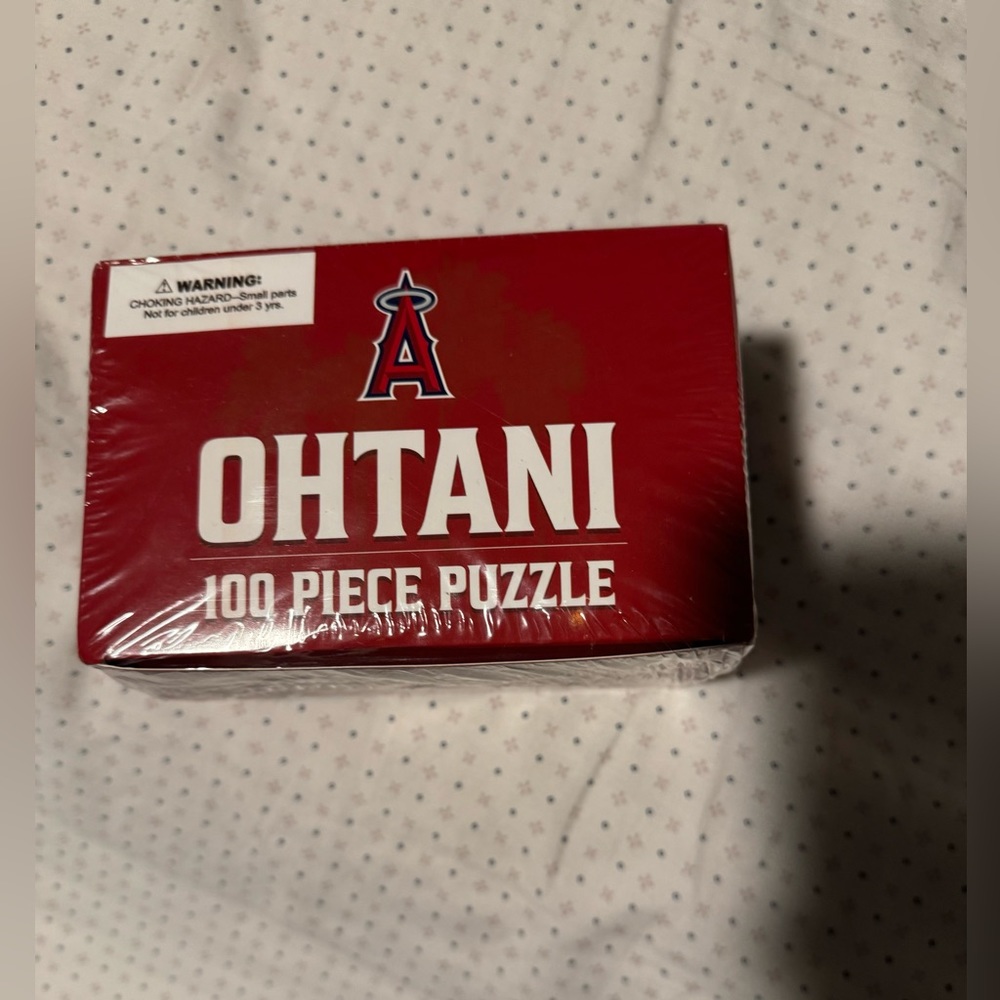 ⚠ WARNING:
CHOKING HAZARD—Small parts
Not for children under 3 yrs.
A
OHTANI
100 PIECE PUZZLE